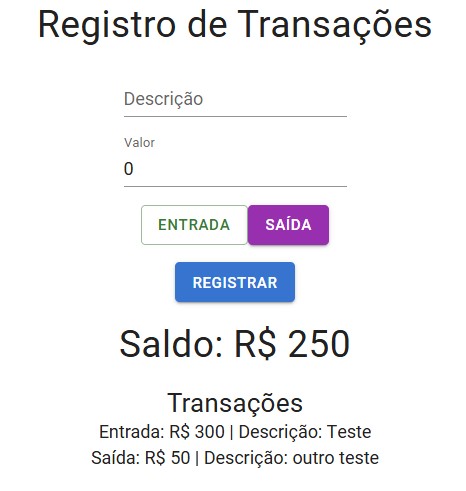 Registro de Transações
Descrição
Valor
0
ENTRADA SAÍDA
REGISTRAR
Saldo: R$ 250
Transações
Entrada: R$ 300 | Descrição: Teste
Saída: R$ 50 | Descrição: outro teste